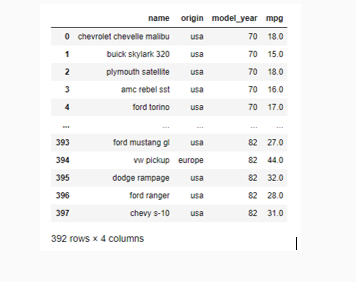 name origin model_year mpg
0 chevrolet chevelle malibu usa 70 18.0
1 buick skylark 320 usa 70 15.0
2 plymouth satellite usa 70 18.0
3 amc rebel sst usa 70 16.0
4 ford torino usa 70 17.0
... ... ... ... ...
393 ford mustang gl usa 82 27.0
394 vw pickup europe 82 44.0
395 dodge rampage usa 82 32.0
396 ford ranger usa 82 28.0
397 chevy s-10 usa 82 31.0
392 rows × 4 columns